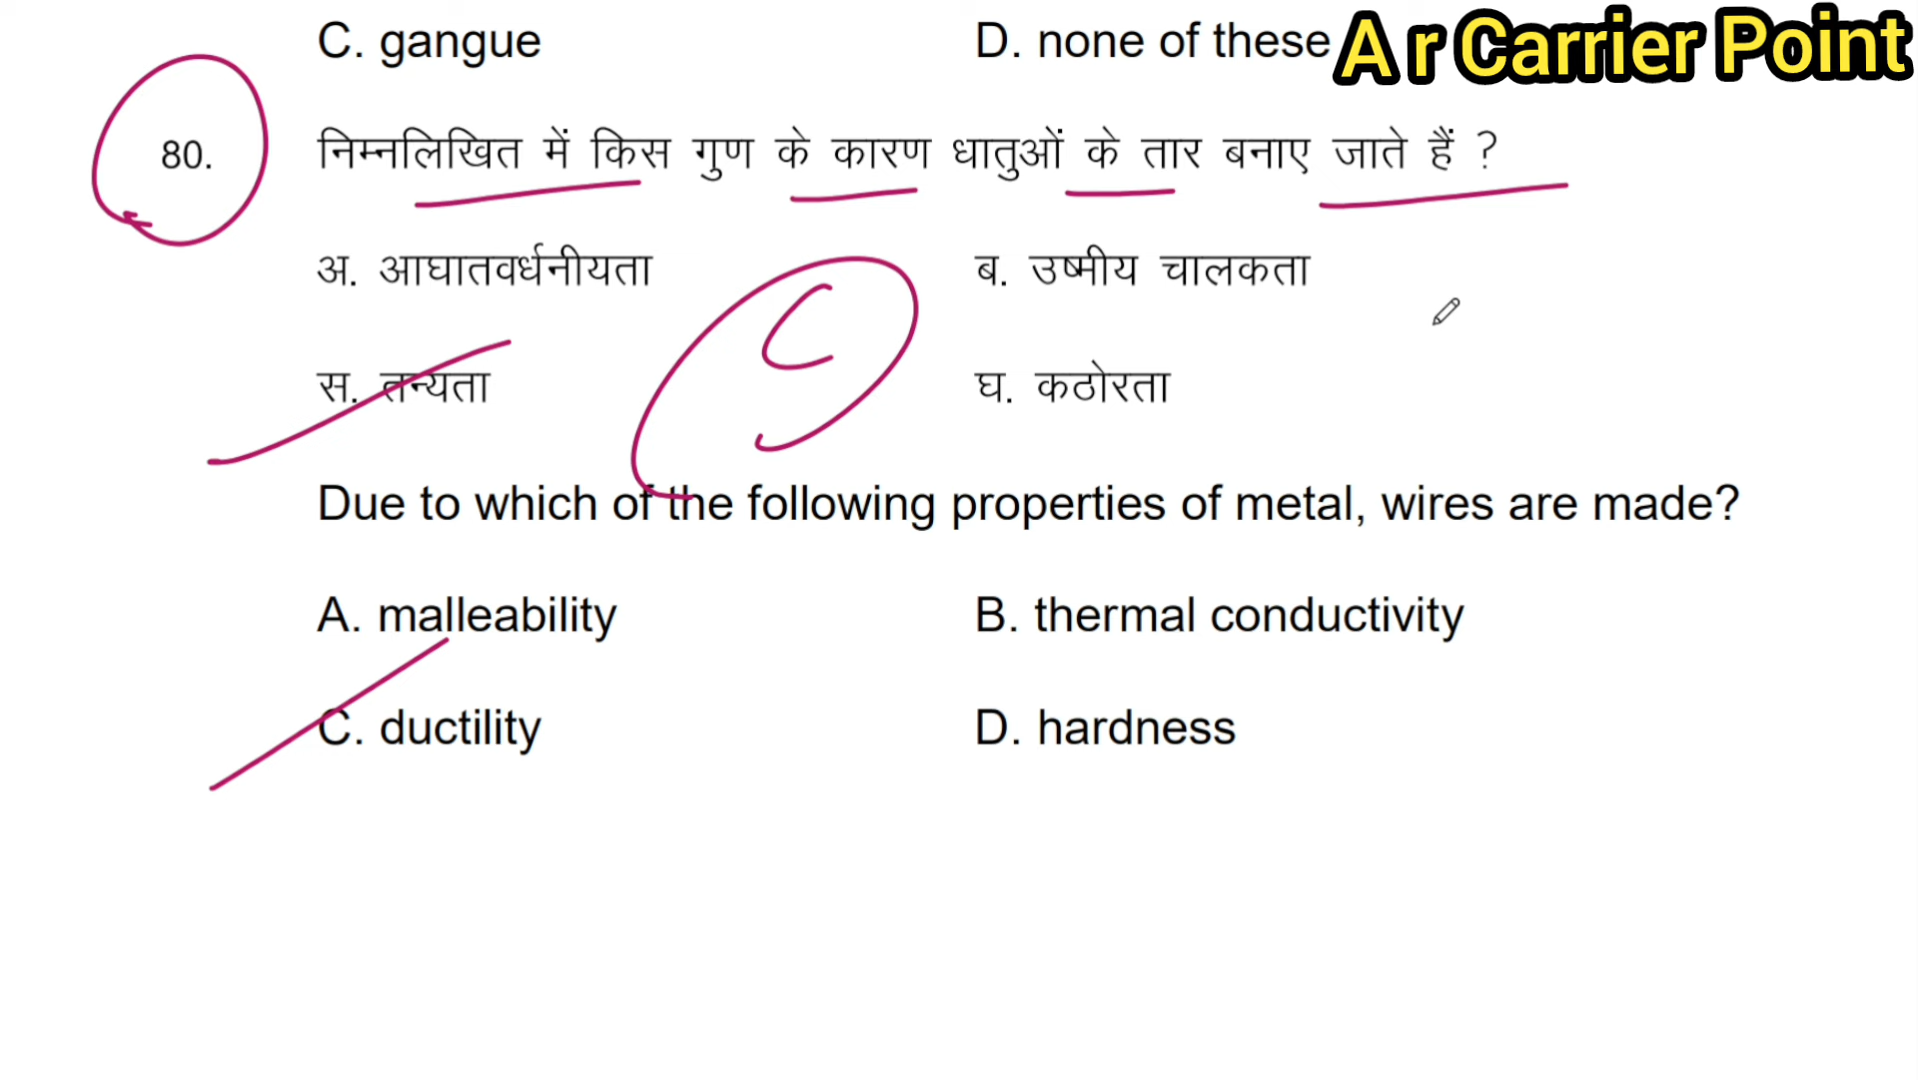 C. gangue D. none of these A r Carrier Point
80. निम्नलिखित में किस गुण के कारण धातुओं के तार बनाए जाते हैं ?
अ. आघातवर्धनीयता ब. उष्मीय चालकता
C
स. तन्यता घ. कठोरता
Due to which of the following properties of metal, wires are made?
A. malleability B. thermal conductivity
C. ductility D. hardness